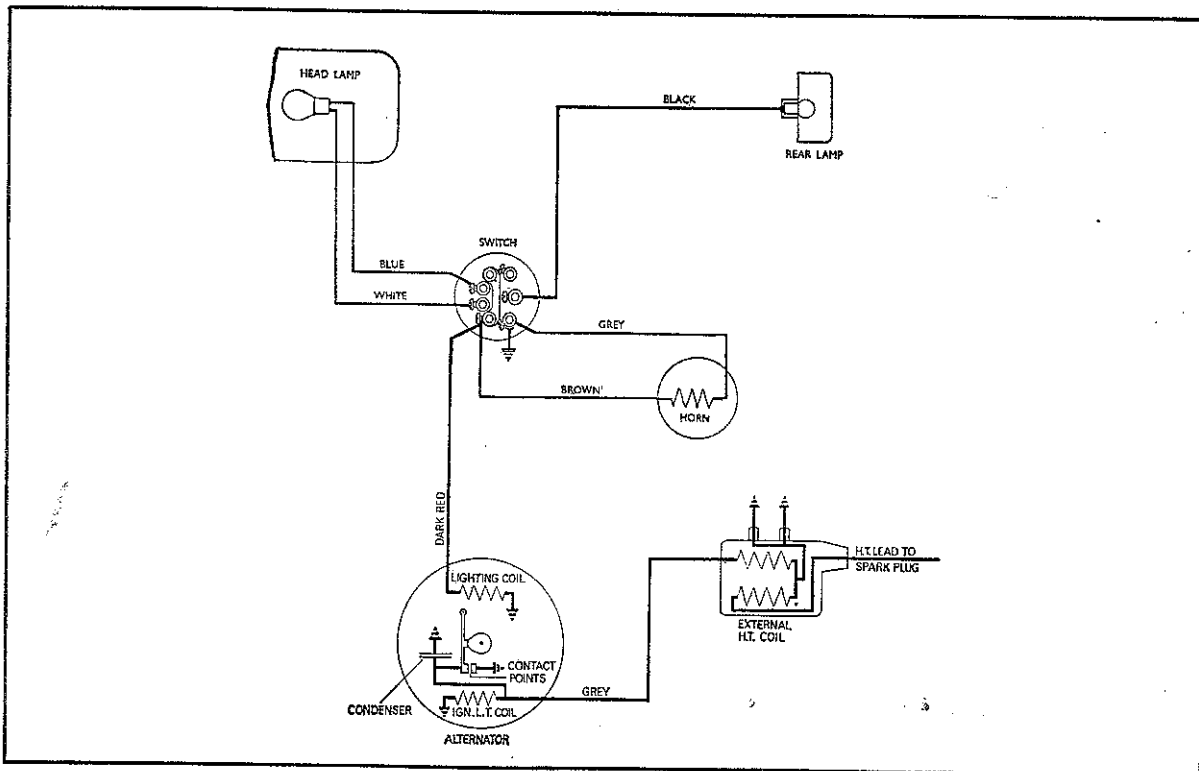 HEAD LAMP
BLACK
REAR LAMP
SWITCH
BLUE
WHITE
GREY
BROWN'
HORN
DARK RED
LIGHTING COIL
H.T. LEAD TO
SPARK PLUG
EXTERNAL
H.T. COIL
CONTACT
POINTS
GREY
CONDENSER
IGN. L.T. COIL
ALTERNATOR